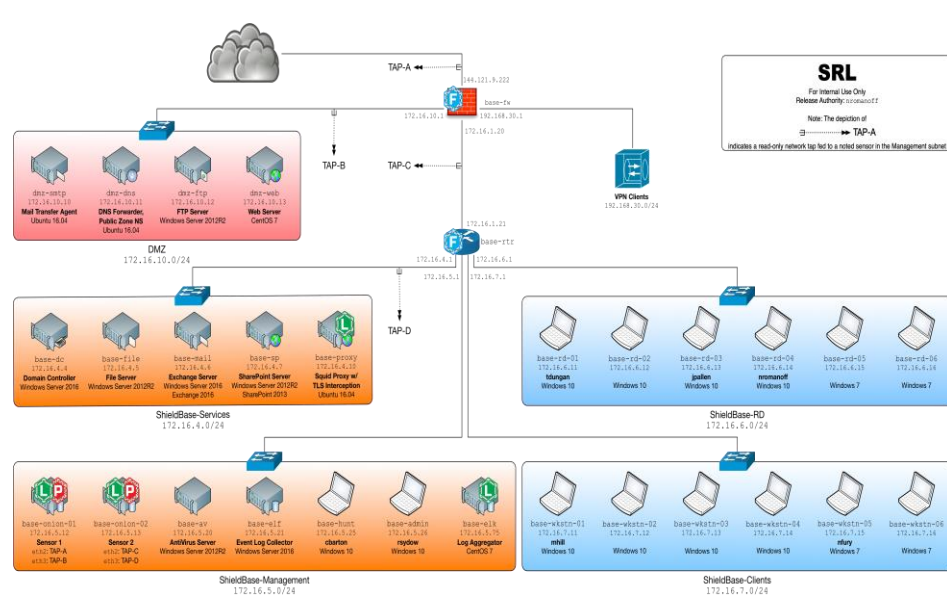 SRL
For Internal Use Only
Release Authority: nromanoff
Note: The depiction of
TAP-A
indicates a read-only network tap fed to a noted sensor in the Management subnet
TAP-A
144.121.9.222
base-fw
172.16.10.1
192.168.30.1
172.16.1.20
TAP-B
TAP-C
VPN Clients
192.168.30.0/24
dmz-smtp
172.16.10.10
Mail Transfer Agent
Ubuntu 16.04
dmz-dns
172.16.10.11
DNS Forwarder,
Public Zone NS
Ubuntu 16.04
dmz-ftp
172.16.10.12
FTP Server
Windows Server 2012R2
dmz-web
172.16.10.13
Web Server
CentOS 7
DMZ
172.16.10.0/24
172.16.1.21
base-rtr
172.16.4.1
172.16.6.1
172.16.5.1
172.16.7.1
TAP-D
base-dc
172.16.4.4
Domain Controller
Windows Server 2016
base-file
172.16.4.5
File Server
Windows Server 2012R2
base-mail
172.16.4.6
Exchange Server
Windows Server 2016
Exchange 2016
base-sp
172.16.4.7
SharePoint Server
Windows Server 2012R2
SharePoint 2013
L
base-proxy
172.16.4.10
Squid Proxy w/
TLS Interception
Ubuntu 16.04
ShieldBase-Services
172.16.4.0/24
base-rd-01
172.16.6.11
tdungan
Windows 10
base-rd-02
172.16.6.12
Windows 10
base-rd-03
172.16.6.13
jpallen
Windows 10
base-rd-04
172.16.6.14
nromanoff
Windows 10
base-rd-05
172.16.6.15
Windows 7
base-rd-06
172.16.6.16
Windows 7
ShieldBase-RD
172.16.6.0/24
L P
base-onion-01
172.16.5.12
Sensor 1
eth2: TAP-A
eth3: TAP-B
L P
base-onion-02
172.16.5.13
Sensor 2
eth2: TAP-C
eth3: TAP-D
base-av
172.16.5.20
AntiVirus Server
Windows Server 2012R2
base-elf
172.16.5.21
Event Log Collector
Windows Server 2016
base-hunt
172.16.5.25
cbarton
Windows 10
base-admin
172.16.5.26
rsydow
Windows 10
L
base-elk
172.16.5.75
Log Aggregator
CentOS 7
ShieldBase-Management
172.16.5.0/24
base-wkstn-01
172.16.7.11
mhill
Windows 10
base-wkstn-02
172.16.7.12
Windows 10
base-wkstn-03
172.16.7.13
Windows 10
base-wkstn-04
172.16.7.14
Windows 10
base-wkstn-05
172.16.7.15
nfury
Windows 7
base-wkstn-06
172.16.7.16
Windows 7
ShieldBase-Clients
172.16.7.0/24